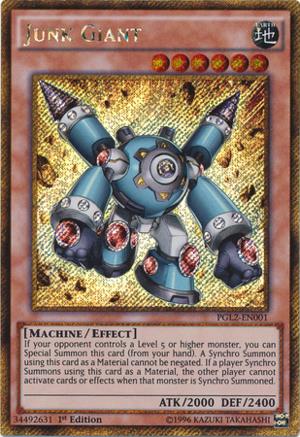 JUNK GIANT
EARTH
地
PGL2-EN001
[MACHINE / EFFECT]
If your opponent controls a Level 5 or higher monster, you can
Special Summon this card (from your hand). A Synchro Summon
using this card as a Material cannot be negated. If a player Synchro
Summons using this card as Material, the other player cannot
activate cards or effects when that monster is Synchro Summoned.
ATK/2000 DEF/2400
34492631 1st Edition ©1996 KAZUKI TAKAHASHI